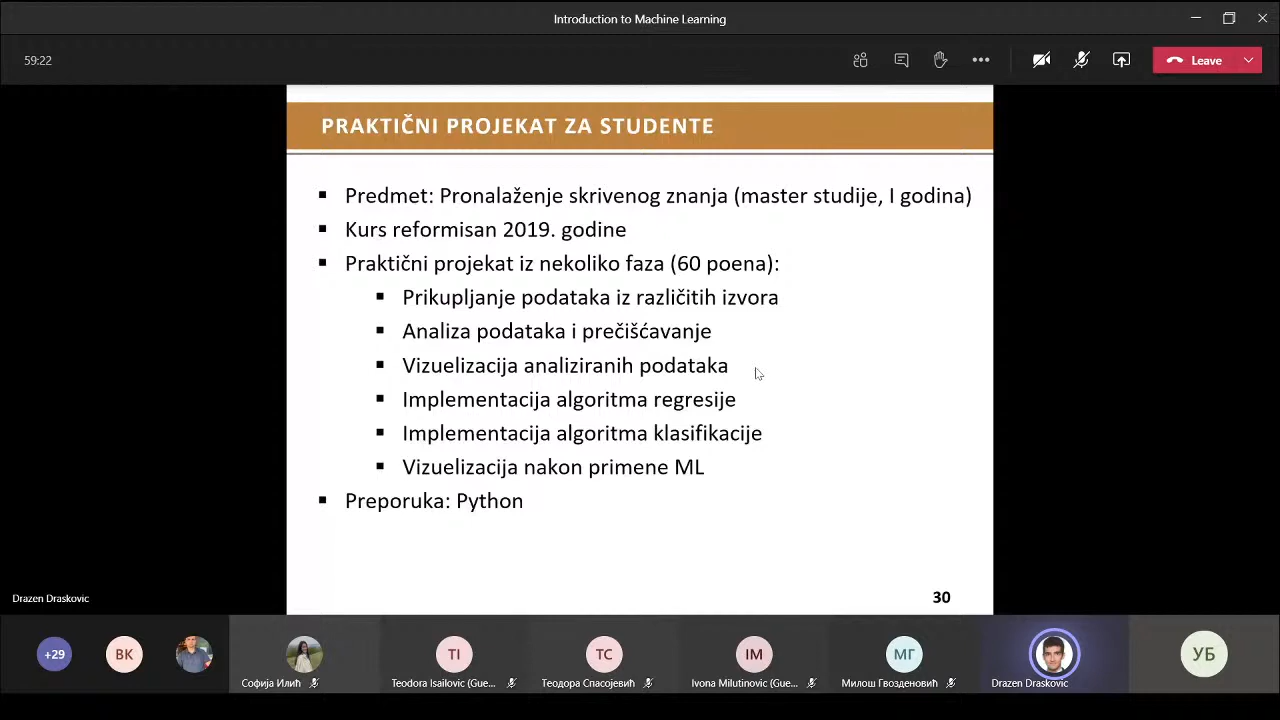 Introduction to Machine Learning
59:22
Leave
PRAKTIČNI PROJEKAT ZA STUDENTE
Predmet: Pronalaženje skrivenog znanja (master studije, I godina)
Kurs reformisan 2019. godine
Praktični projekat iz nekoliko faza (60 poena):
Prikupljanje podataka iz različitih izvora
Analiza podataka i prečišćavanje
Vizuelizacija analiziranih podataka
Implementacija algoritma regresije
Implementacija algoritma klasifikacije
Vizuelizacija nakon primene ML
Preporuka: Python
30
Drazen Draskovic
+29
ВК
TI
ТС
IM
МГ
УБ
Софија Илић
Teodora Isailovic (Gue...
Теодора Спасојевић
Ivona Milutinovic (Gue...
Милош Гвозденовић
Drazen Draskovic